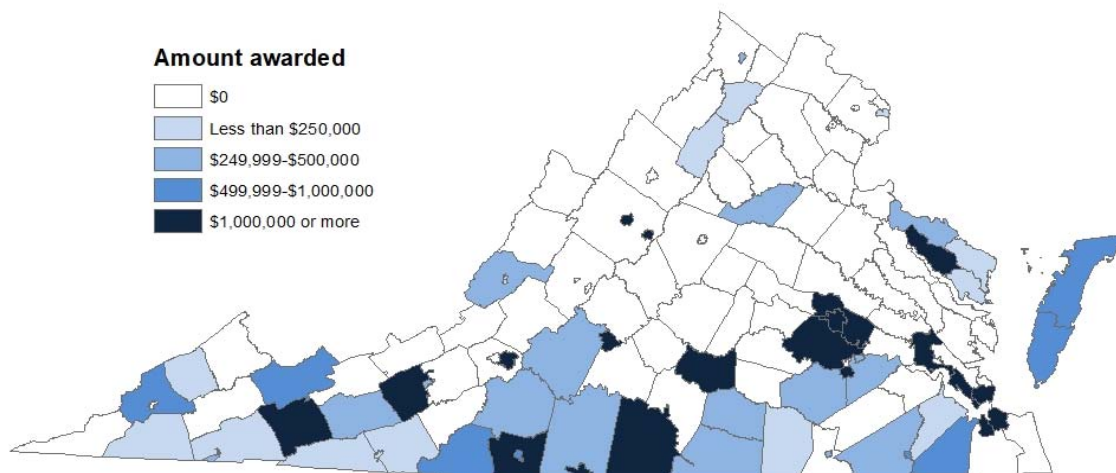 Amount awarded
$0
Less than $250,000
$249,999-$500,000
$499,999-$1,000,000
$1,000,000 or more